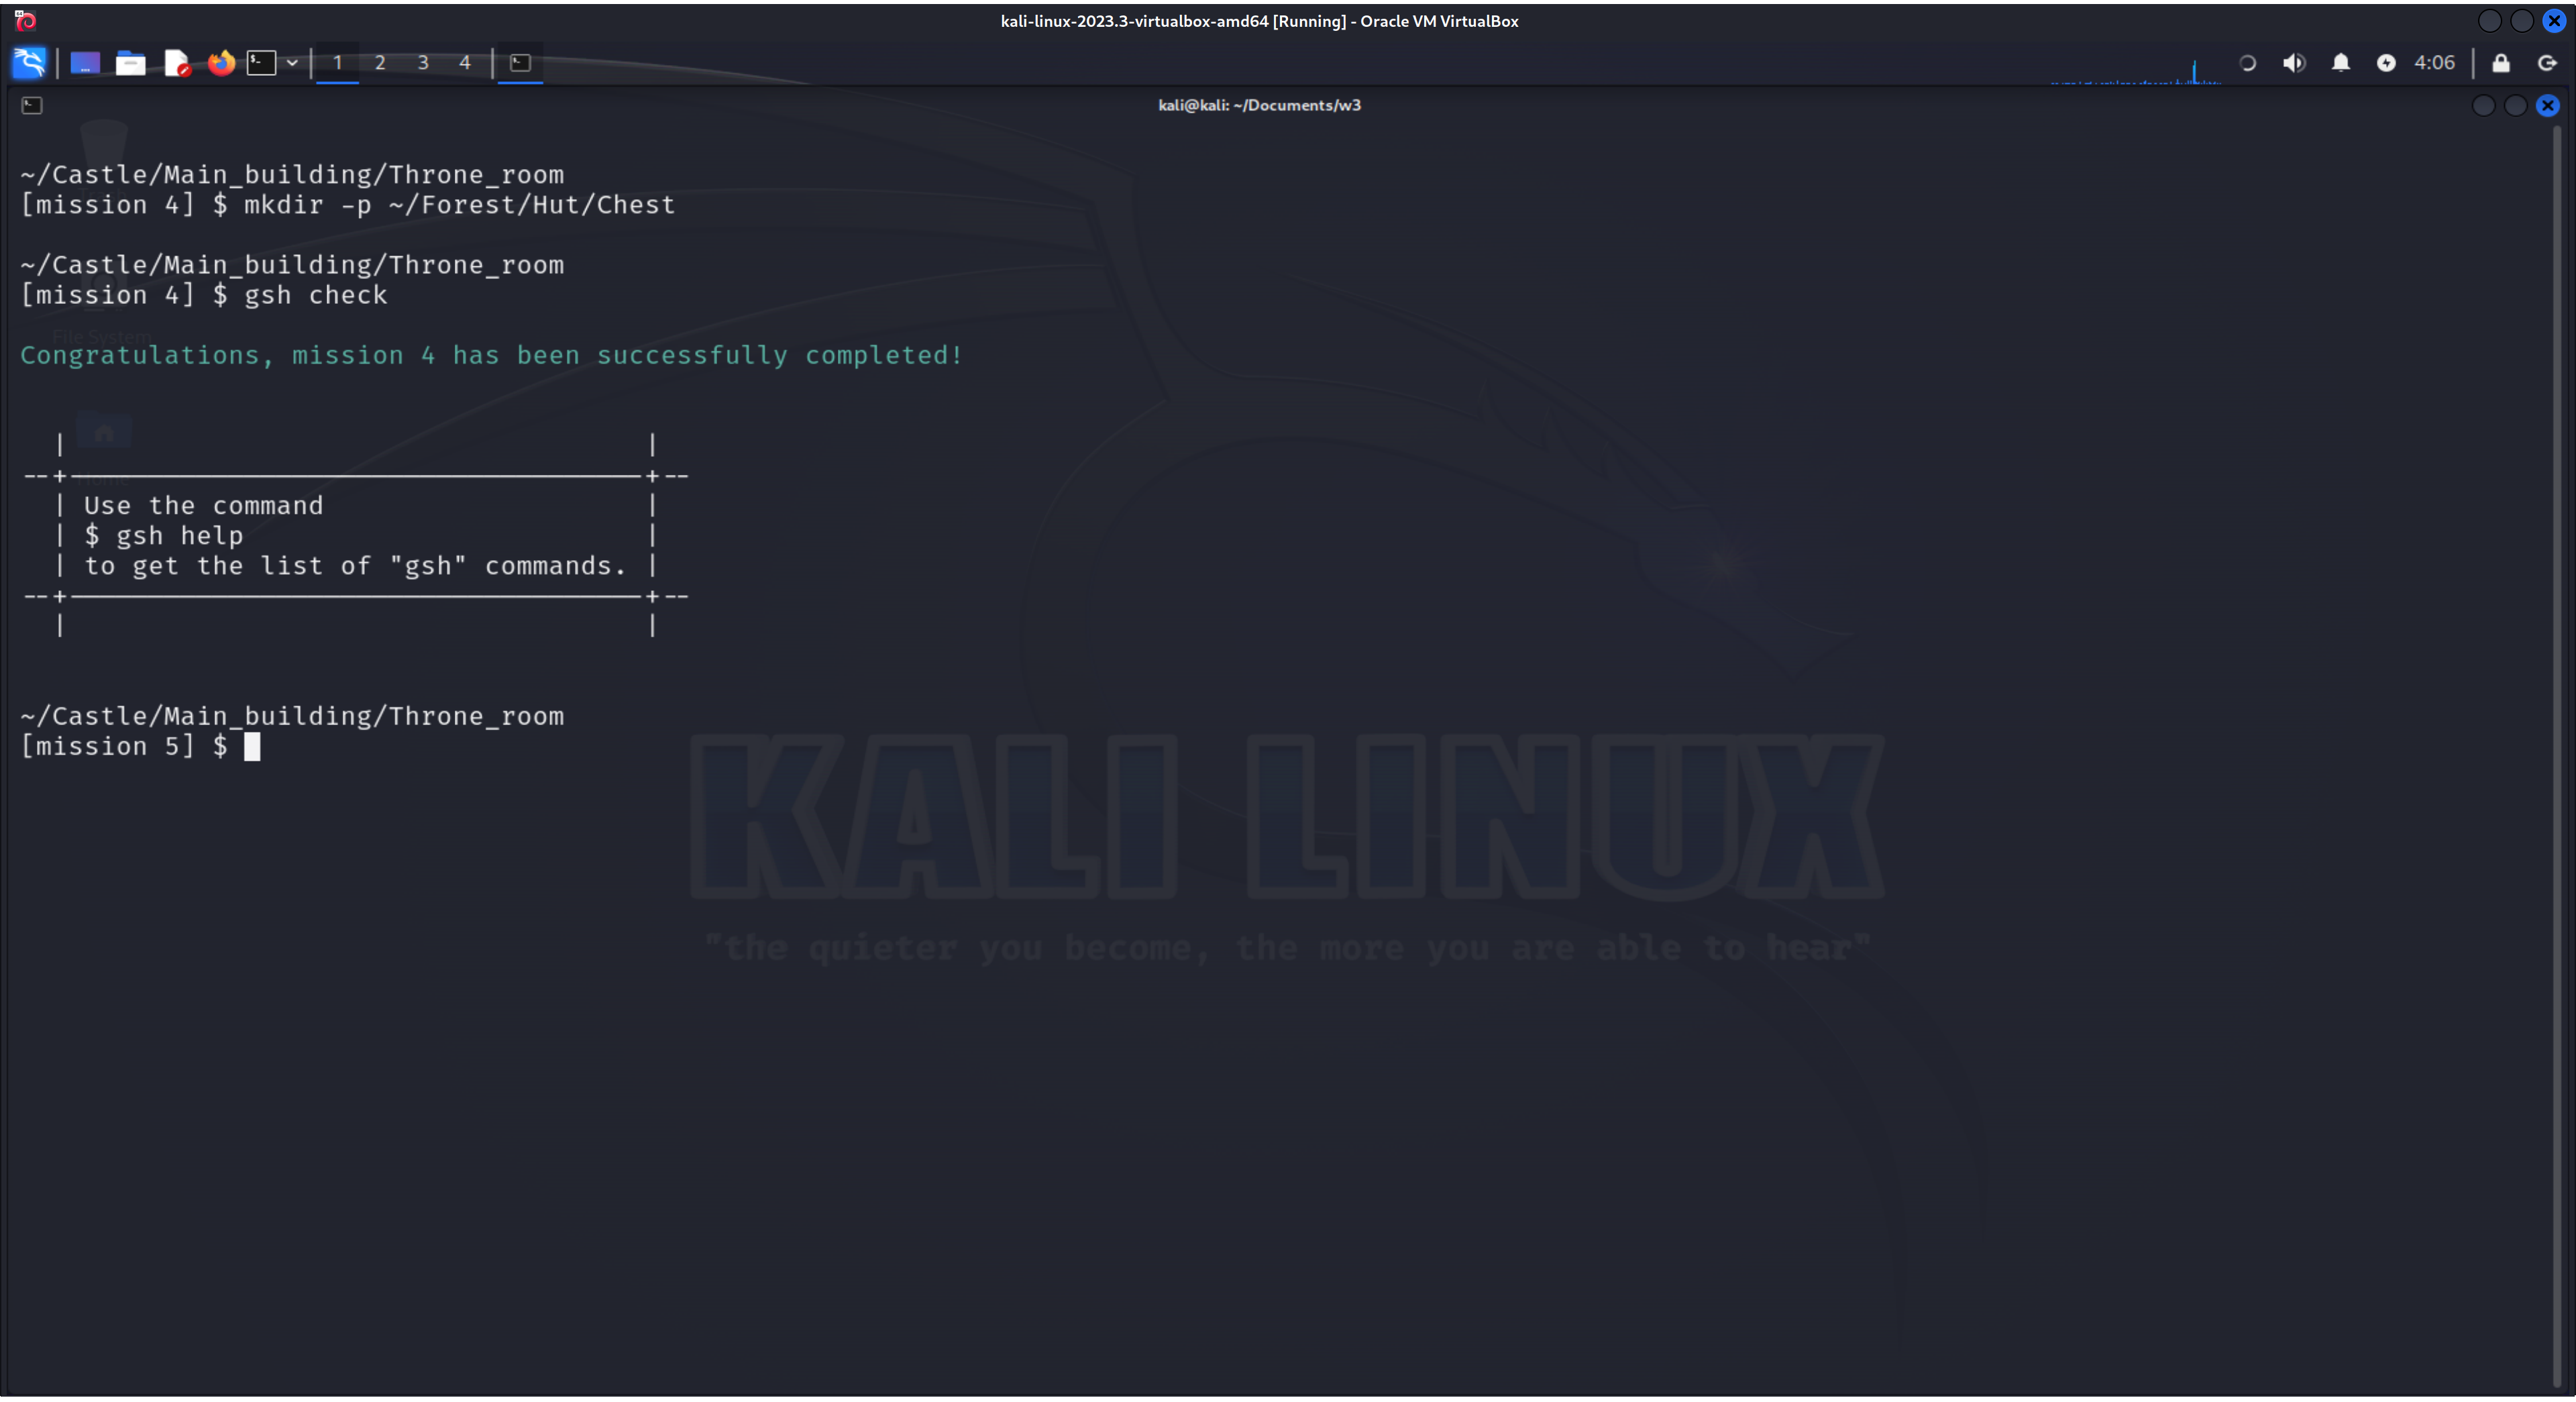 kali-linux-2023.3-virtualbox-amd64 [Running] - Oracle VM VirtualBox
1 2 3 4 4:06
kali@kali: ~/Documents/w3
~/Castle/Main_building/Throne_room
[mission 4] $ mkdir -p ~/Forest/Hut/Chest
~/Castle/Main_building/Throne_room
[mission 4] $ gsh check
File System
Congratulations, mission 4 has been successfully completed!
Home
Use the command
$ gsh help
to get the list of "gsh" commands.
~/Castle/Main_building/Throne_room
[mission 5] $
KALI LINUX
"the quieter you become, the more you are able to hear"